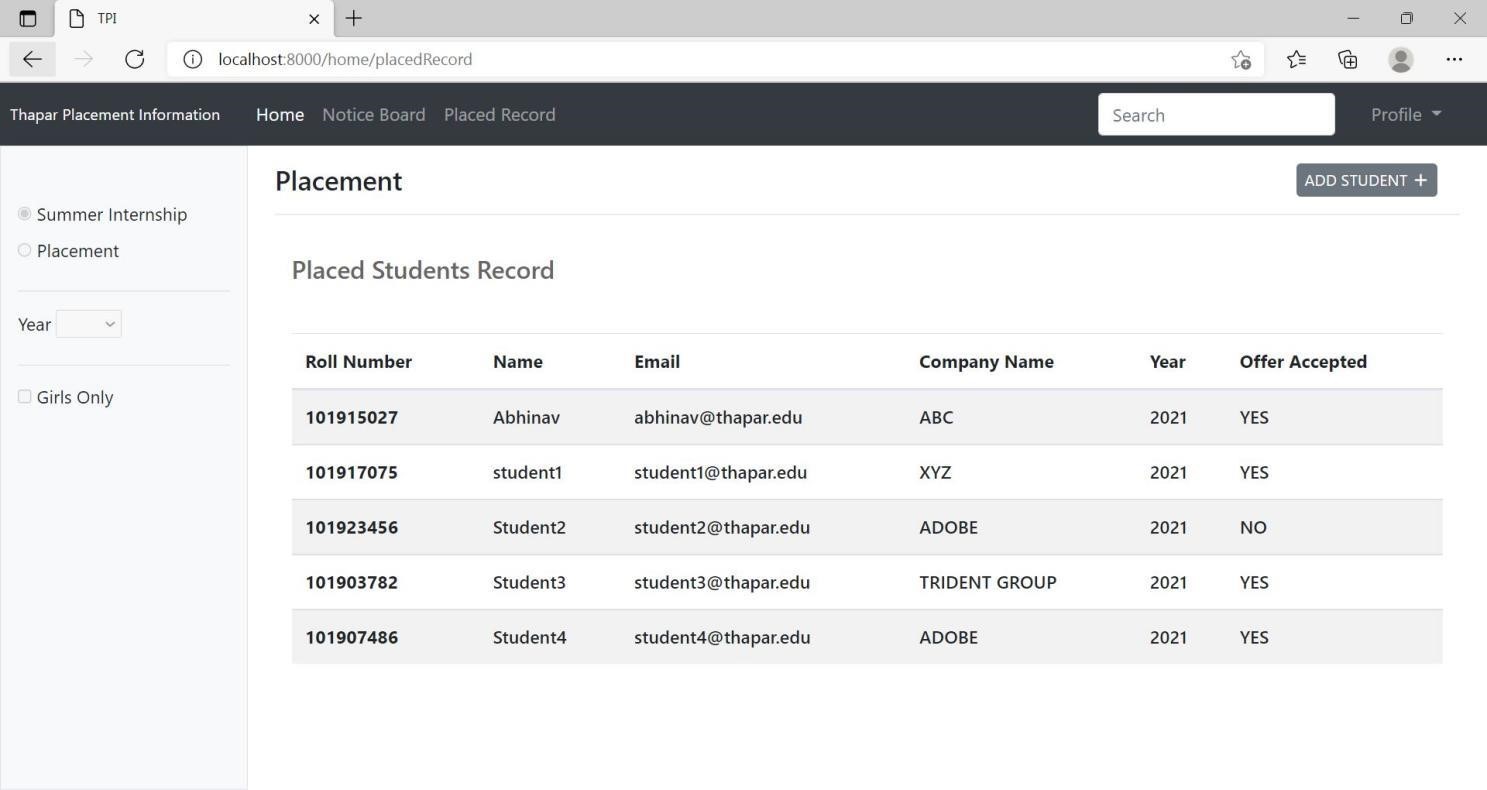 TPI
localhost:8000/home/placedRecord
Thapar Placement Information Home Notice Board Placed Record Search Profile
Placement ADD STUDENT +
Summer Internship
Placement
Year
Girls Only
Placed Students Record
Roll Number Name Email Company Name Year Offer Accepted
101915027 Abhinav abhinav@thapar.edu ABC 2021 YES
101917075 student1 student1@thapar.edu XYZ 2021 YES
101923456 Student2 student2@thapar.edu ADOBE 2021 NO
101903782 Student3 student3@thapar.edu TRIDENT GROUP 2021 YES
101907486 Student4 student4@thapar.edu ADOBE 2021 YES